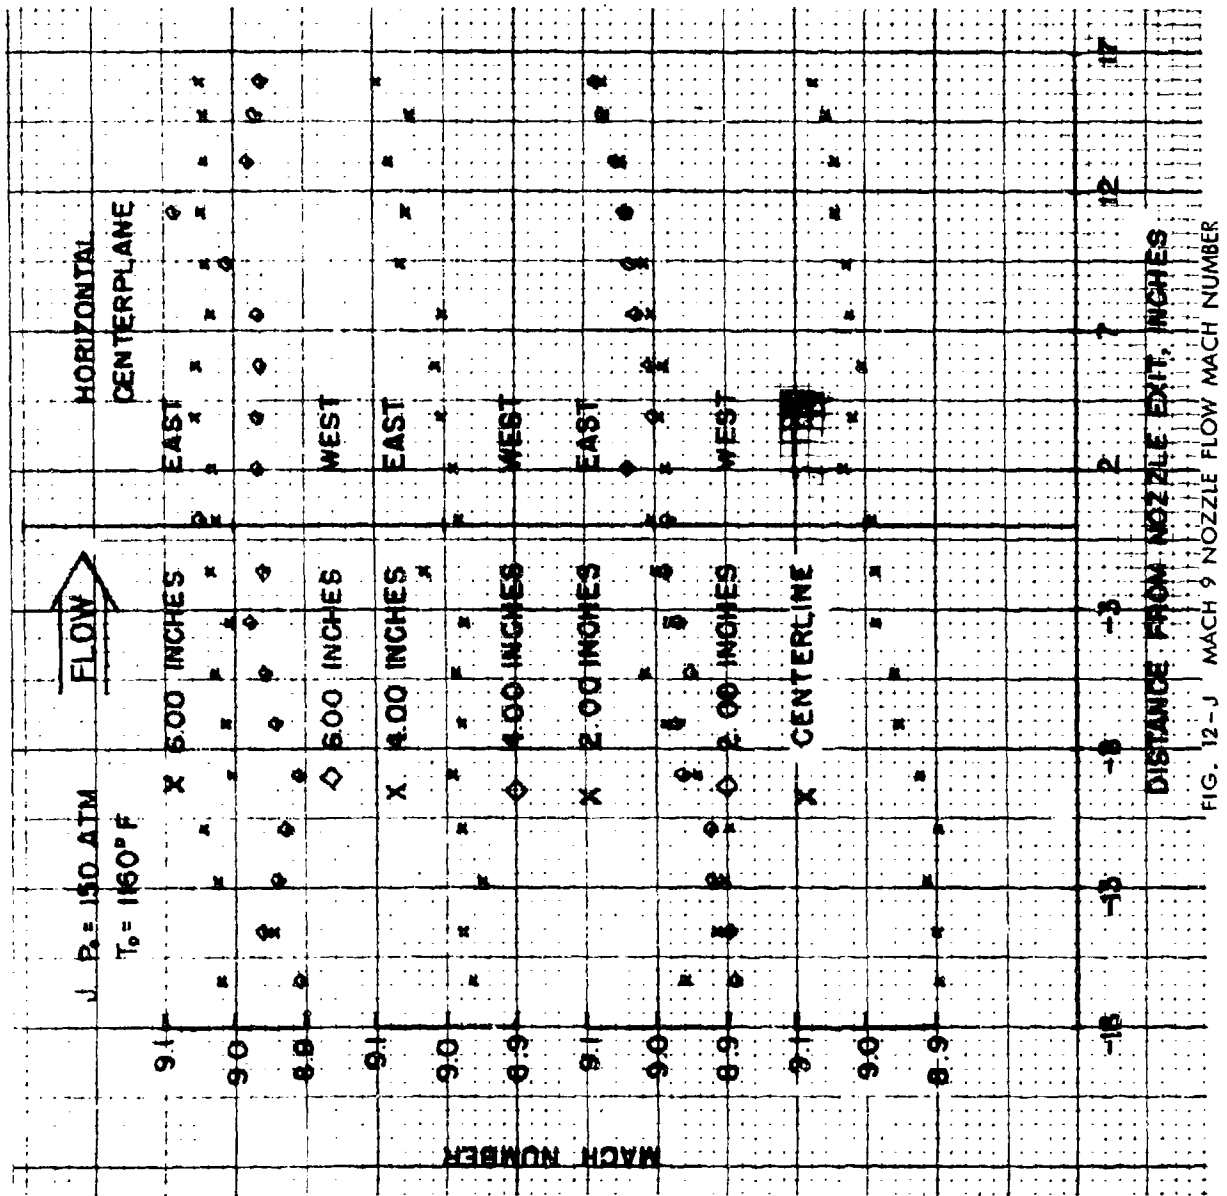 J P₀ = 150 ATM
T₀ = 1160°F
FLOW
HORIZONTAL
CENTERPLANE
X 6.00 INCHES EAST
◇ 6.00 INCHES WEST
X 4.00 INCHES EAST
◇ 4.00 INCHES WEST
X 2.00 INCHES EAST
◇ 2.00 INCHES WEST
X CENTERLINE
9.1
9.0
8.9
9.1
9.0
8.9
9.1
9.0
8.9
9.1
9.0
8.9
MACH NUMBER
-18 -13 -8 -3 2 7 12 17
DISTANCE FROM NOZZLE EXIT, INCHES
FIG. 12-J MACH 9 NOZZLE FLOW MACH NUMBER